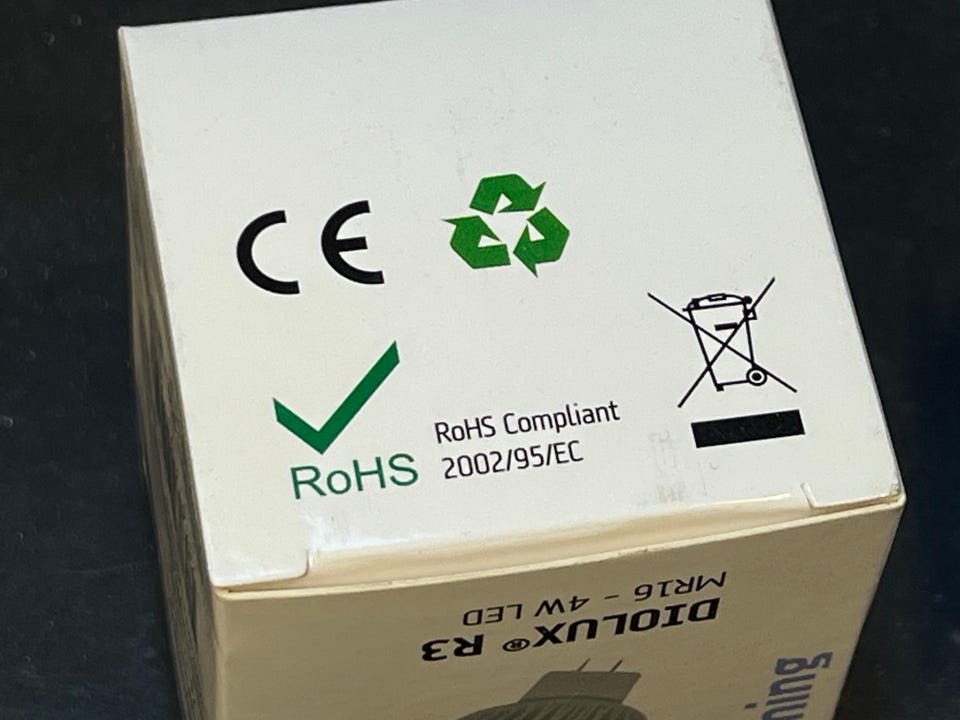 CE
RoHS
RoHS Compliant
2002/95/EC
MR16 - 4W LED
DIOLUX® R3